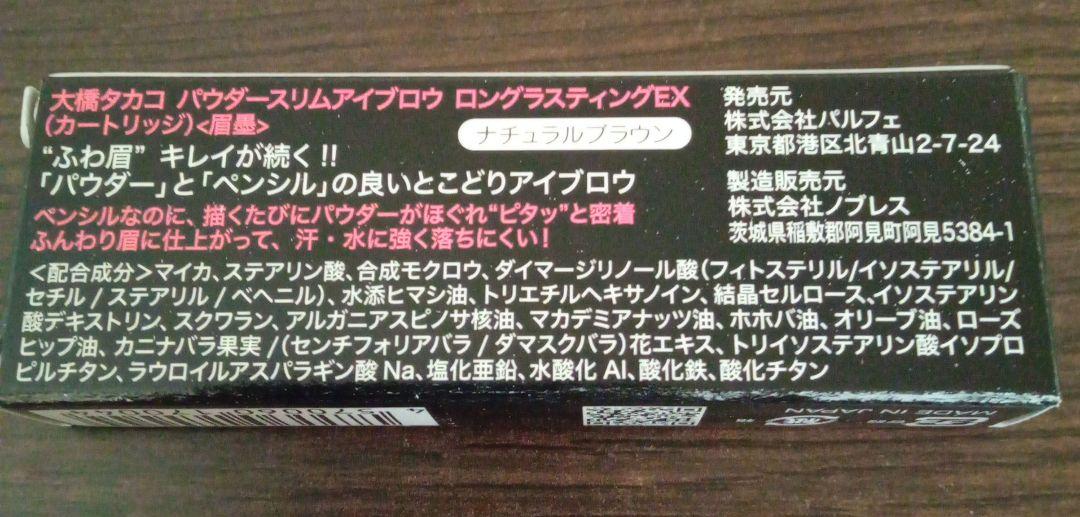 大橋タカコ パウダースリムアイブロウ ロングラスティングEX
(カートリッジ)<眉墨>
ナチュラルブラウン
“ふわ眉” キレイが続く!!
「パウダー」と「ペンシル」の良いとこどりアイブロウ
ペンシルなのに、描くたびにパウダーがほぐれ“ピタッ”と密着
ふんわり眉に仕上がって、汗・水に強く落ちにくい!
発売元
株式会社パルフェ
東京都港区北青山2-7-24
製造販売元
株式会社ノブレス
茨城県稲敷郡阿見町阿見5384-1
<配合成分>マイカ、ステアリン酸、合成モクロウ、ダイマージリノール酸(フィトステリル/イソステアリル/
セチル/ステアリル/ベヘニル)、水添ヒマシ油、トリエチルヘキサノイン、結晶セルロース、イソステアリン
酸デキストリン、スクワラン、アルガニアスピノサ核油、マカデミアナッツ油、ホホバ油、オリーブ油、ローズ
ヒップ油、カニナバラ果実/(センチフォリアバラ/ダマスクバラ)花エキス、トリイソステアリン酸イソプロ
ピルチタン、ラウロイルアスパラギン酸Na、塩化亜鉛、水酸化Al、酸化鉄、酸化チタン
MADE IN JAPAN